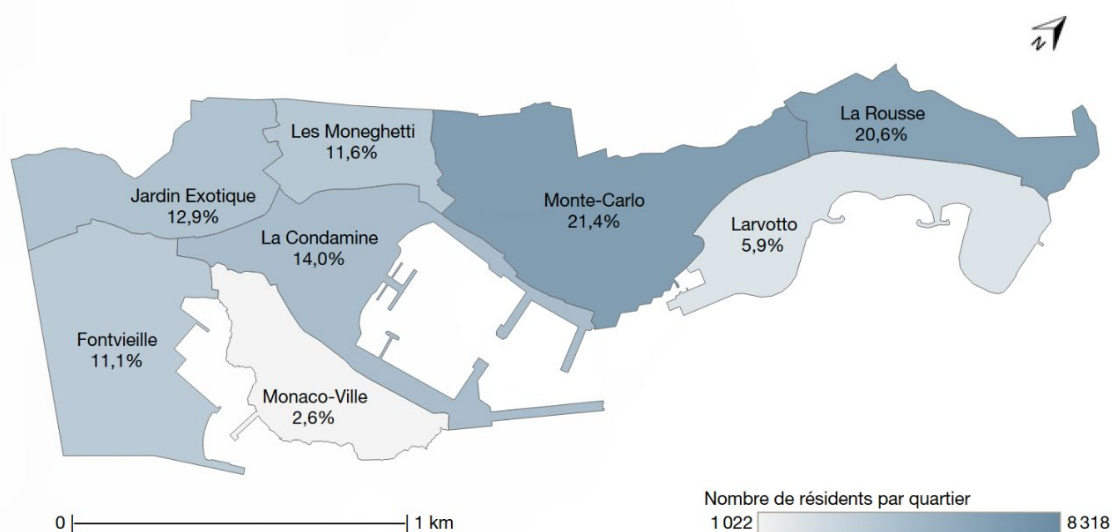 N
La Rousse
20,6%
Les Moneghetti
11,6%
Jardin Exotique
12,9%
Monte-Carlo
21,4%
Larvotto
5,9%
La Condamine
14,0%
Fontvieille
11,1%
Monaco-Ville
2,6%
0 1 km
Nombre de résidents par quartier
1 022 8 318